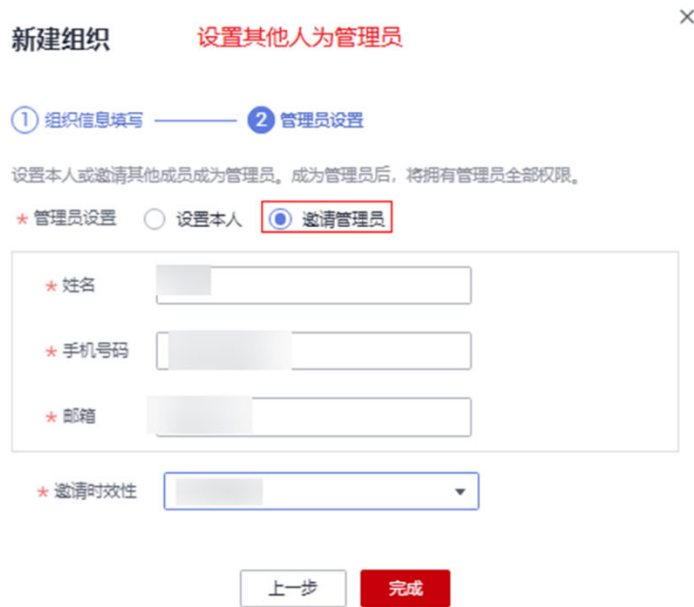 新建组织 设置其他人为管理员
1 组织信息填写 2 管理员设置
设置本人或邀请其他成员成为管理员。成为管理员后，将拥有管理员全部权限。
* 管理员设置 设置本人 邀请管理员
* 姓名
* 手机号码
* 邮箱
* 邀请时效性
上一步 完成